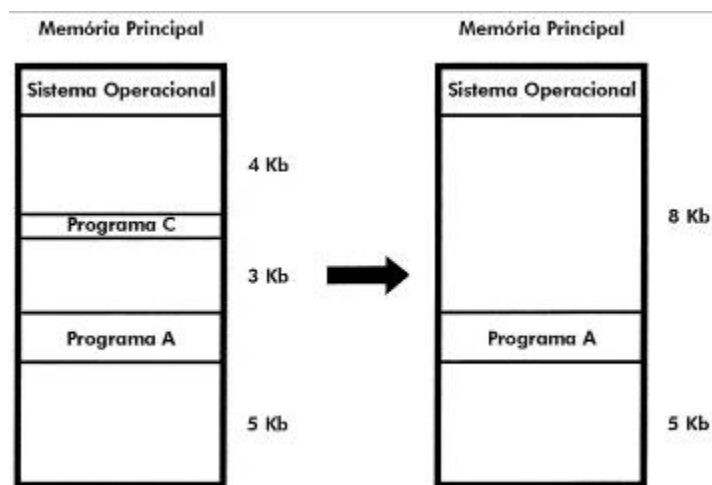 Memória Principal
Sistema Operacional
4 Kb
Programa C
3 Kb
Programa A
5 Kb
Memória Principal
Sistema Operacional
8 Kb
Programa A
5 Kb